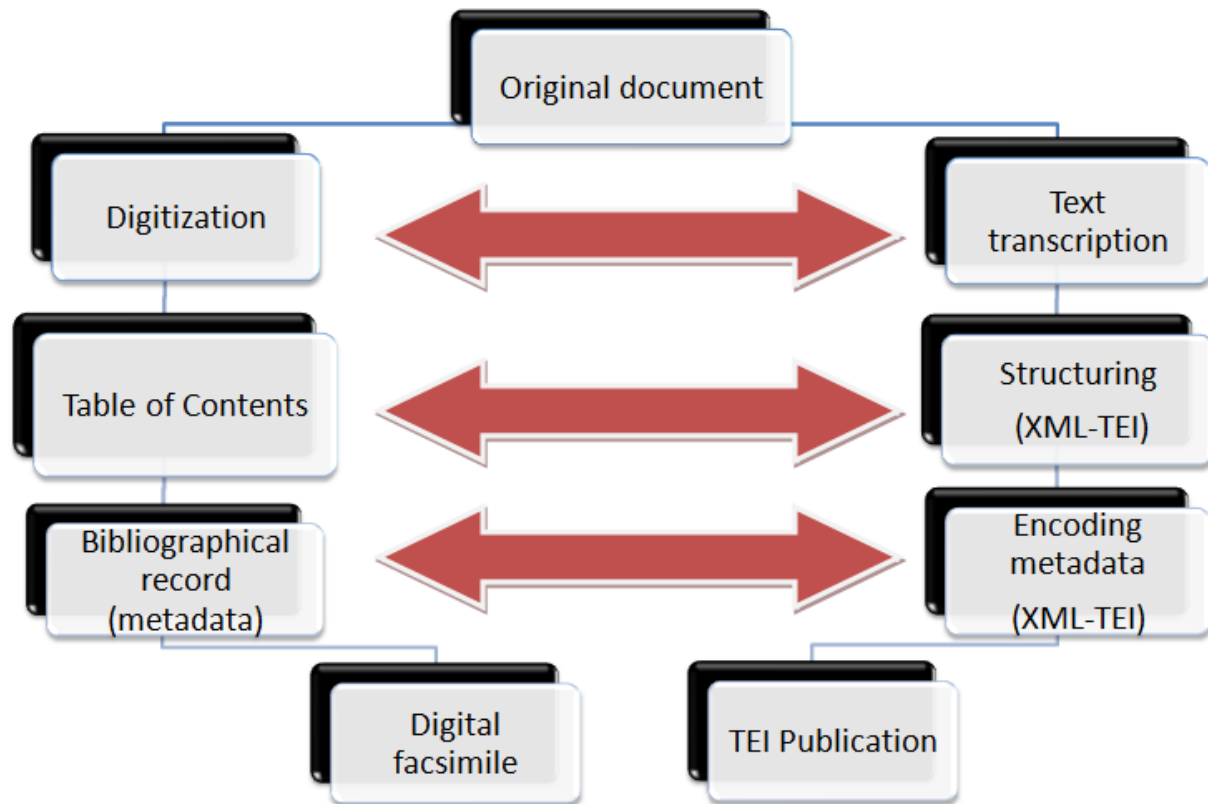 Original document
Digitization
Text
transcription
Table of Contents
Structuring
(XML-TEI)
Bibliographical
record
(metadata)
Encoding
metadata
(XML-TEI)
Digital
facsimile
TEI Publication